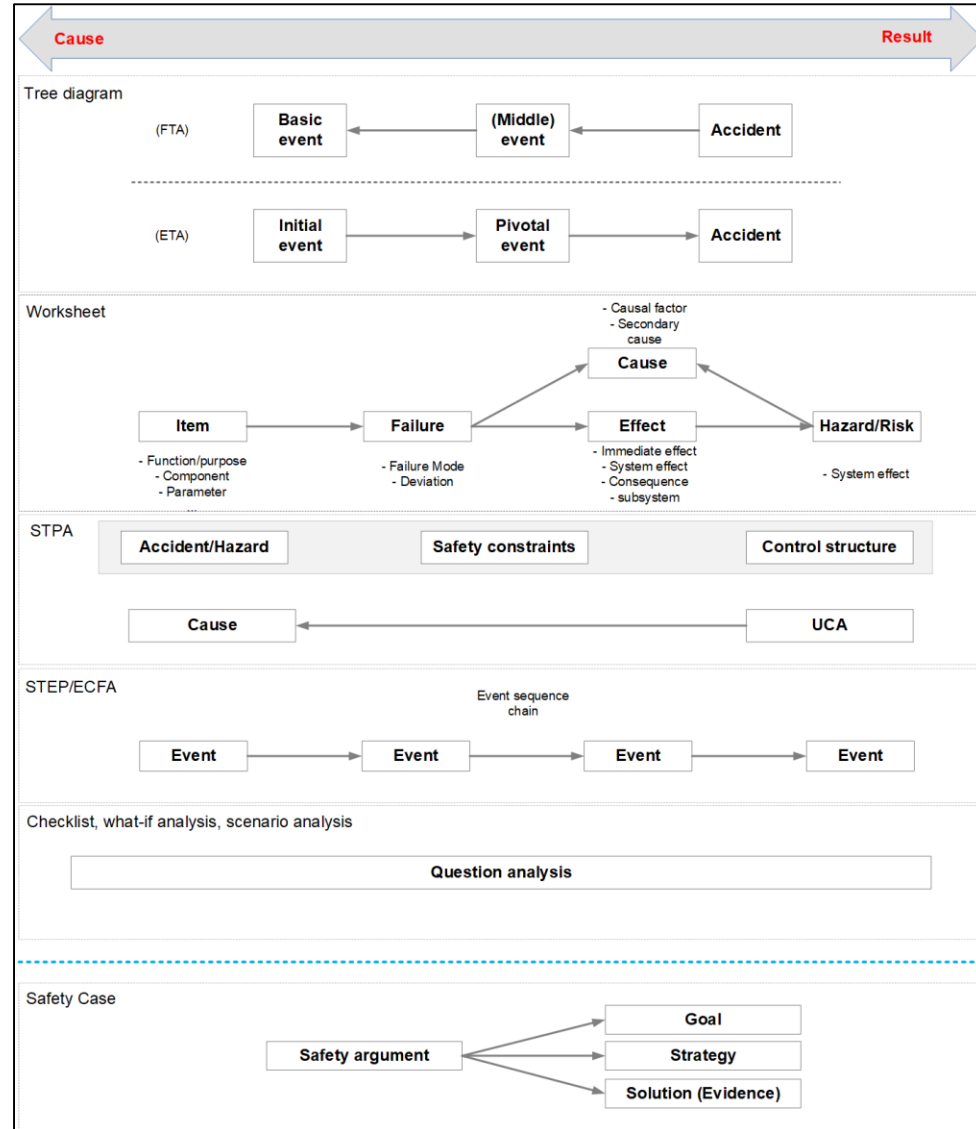 Cause
Result
Tree diagram
(FTA)
Basic
event
(Middle)
event
Accident
(ETA)
Initial
event
Pivotal
event
Accident
Worksheet
- Causal factor
- Secondary
cause
Cause
Item
Failure
Effect
Hazard/Risk
- Function/purpose
- Component
- Parameter
...
- Failure Mode
- Deviation
- Immediate effect
- System effect
- Consequence
- subsystem
- System effect
STPA
Accident/Hazard
Safety constraints
Control structure
Cause
UCA
STEP/ECFA
Event sequence
chain
Event
Event
Event
Event
Checklist, what-if analysis, scenario analysis
Question analysis
Safety Case
Goal
Safety argument
Strategy
Solution (Evidence)